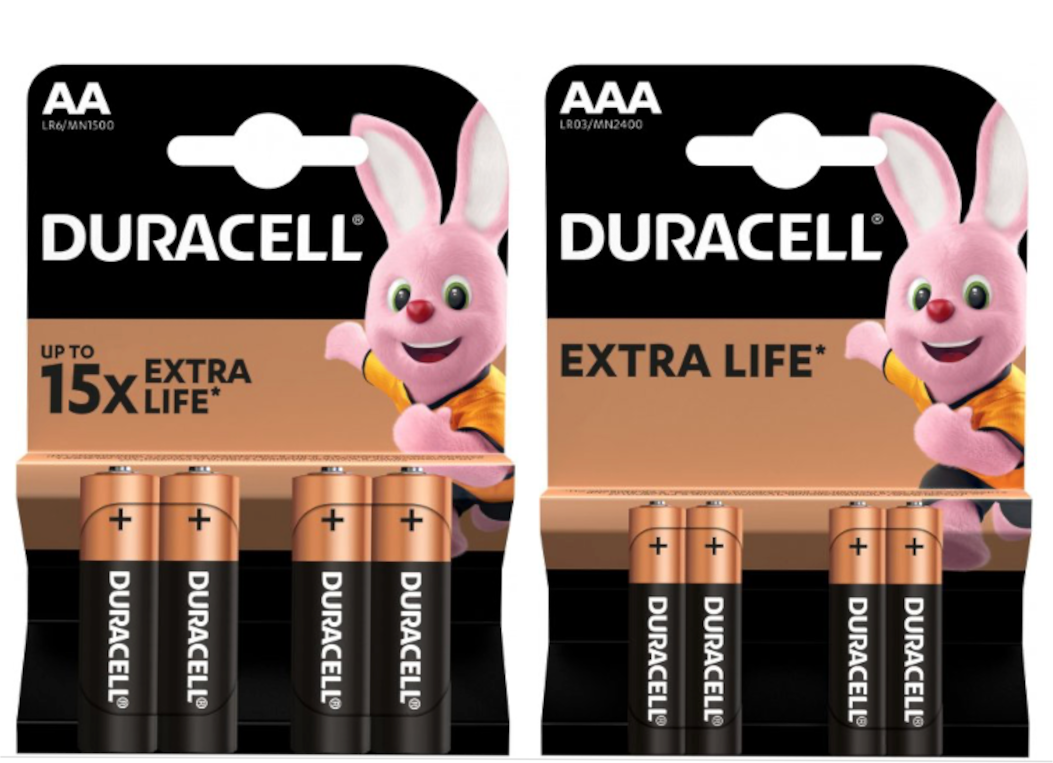 AA
LR6/MN1500
DURACELL®
UP TO
15X EXTRA
LIFE*
+ + + +
DURACELL® DURACELL® DURACELL® DURACELL®
AAA
LR03/MN2400
DURACELL®
EXTRA LIFE*
+ + + +
DURACELL® DURACELL® DURACELL® DURACELL®